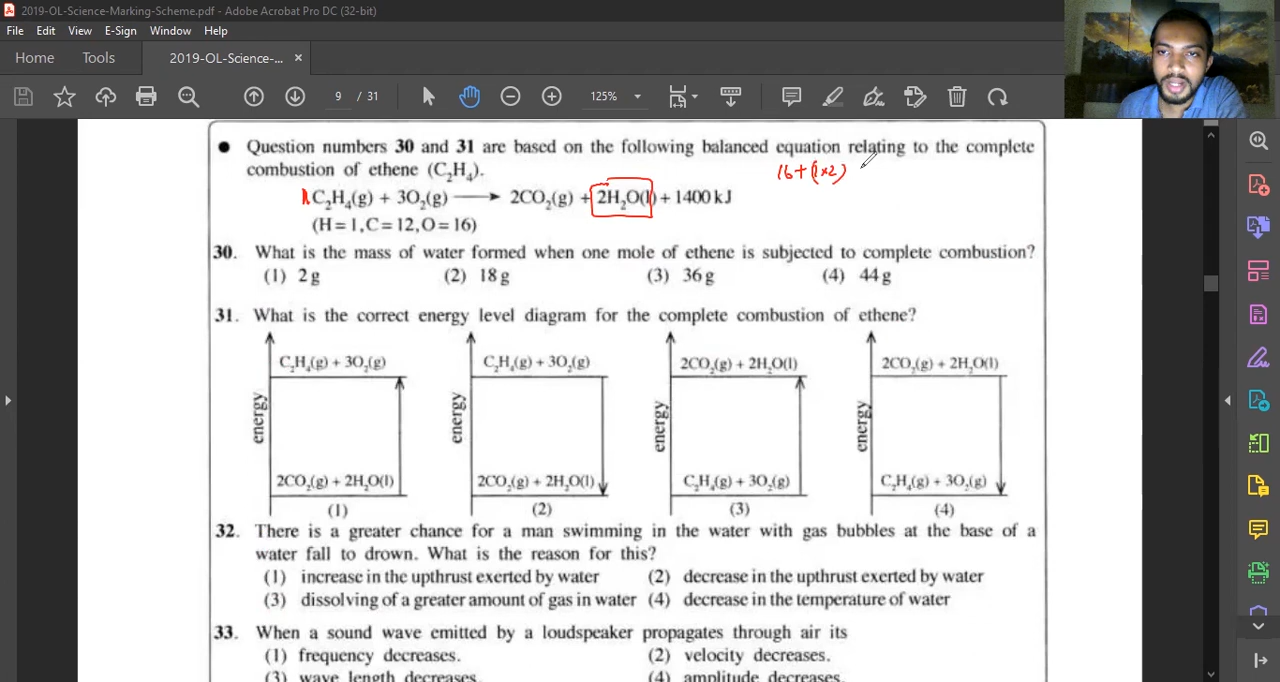 2019-OL-Science-Marking-Scheme.pdf - Adobe Acrobat Pro DC (32-bit)
File Edit View E-Sign Window Help
Home Tools 2019-OL-Science-... ×
9 / 31 125%
● Question numbers 30 and 31 are based on the following balanced equation relating to the complete
combustion of ethene (C₂H₄). 16+(1×2)
1 C₂H₄(g) + 3O₂(g) ⟶ 2CO₂(g) + 2H₂O(l) + 1400 kJ
(H = 1, C = 12, O = 16)
30. What is the mass of water formed when one mole of ethene is subjected to complete combustion?
(1) 2 g (2) 18 g (3) 36 g (4) 44 g
31. What is the correct energy level diagram for the complete combustion of ethene?
C₂H₄(g) + 3O₂(g) C₂H₄(g) + 3O₂(g) 2CO₂(g) + 2H₂O(l) 2CO₂(g) + 2H₂O(l)
energy energy energy energy
2CO₂(g) + 2H₂O(l) 2CO₂(g) + 2H₂O(l) C₂H₄(g) + 3O₂(g) C₂H₄(g) + 3O₂(g)
(1) (2) (3) (4)
32. There is a greater chance for a man swimming in the water with gas bubbles at the base of a
water fall to drown. What is the reason for this?
(1) increase in the upthrust exerted by water (2) decrease in the upthrust exerted by water
(3) dissolving of a greater amount of gas in water (4) decrease in the temperature of water
33. When a sound wave emitted by a loudspeaker propagates through air its
(1) frequency decreases. (2) velocity decreases.
(3) wave length decreases. (4) amplitude decreases.